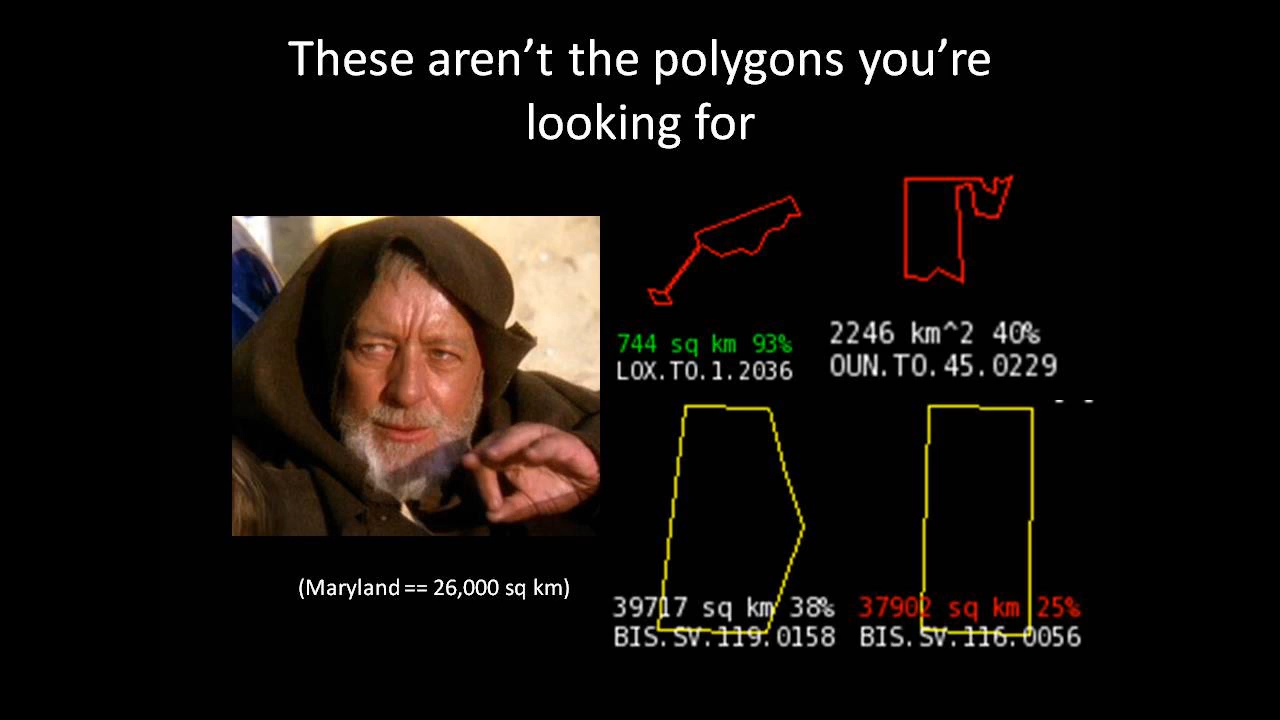 These aren’t the polygons you’re
looking for
744 sq km 93%
LOX.TO.1.2036
2246 km^2 40%
OUN.TO.45.0229
(Maryland == 26,000 sq km)
39717 sq km 38%
BIS.SV.119.0158
37902 sq km 25%
BIS.SV.116.0056